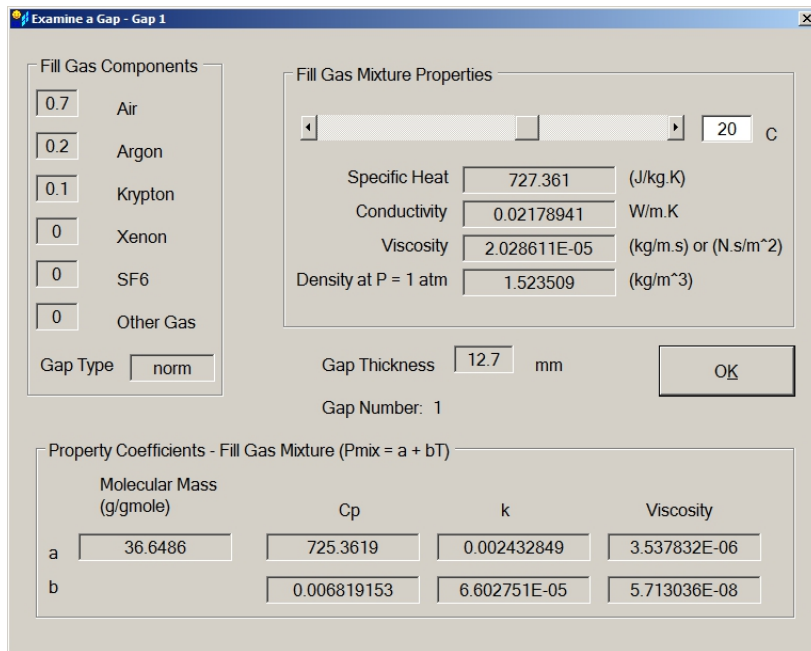 Examine a Gap - Gap 1
Fill Gas Components
0.7 Air
0.2 Argon
0.1 Krypton
0 Xenon
0 SF6
0 Other Gas
Gap Type norm
Fill Gas Mixture Properties
20 C
Specific Heat 727.361 (J/kg.K)
Conductivity 0.02178941 W/m.K
Viscosity 2.028611E-05 (kg/m.s) or (N.s/m^2)
Density at P = 1 atm 1.523509 (kg/m^3)
Gap Thickness 12.7 mm
OK
Gap Number: 1
Property Coefficients - Fill Gas Mixture (Pmix = a + bT)
Molecular Mass
(g/gmole) Cp k Viscosity
a 36.6486 725.3619 0.002432849 3.537832E-06
b 0.006819153 6.602751E-05 5.713036E-08